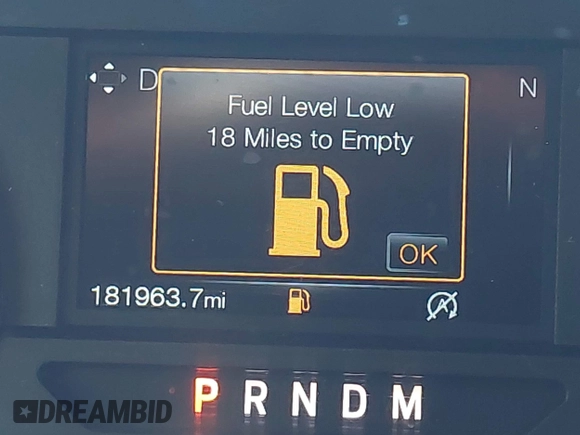 D
N
Fuel Level Low
18 Miles to Empty
OK
181963.7mi
A
P R N D M
DREAMBID